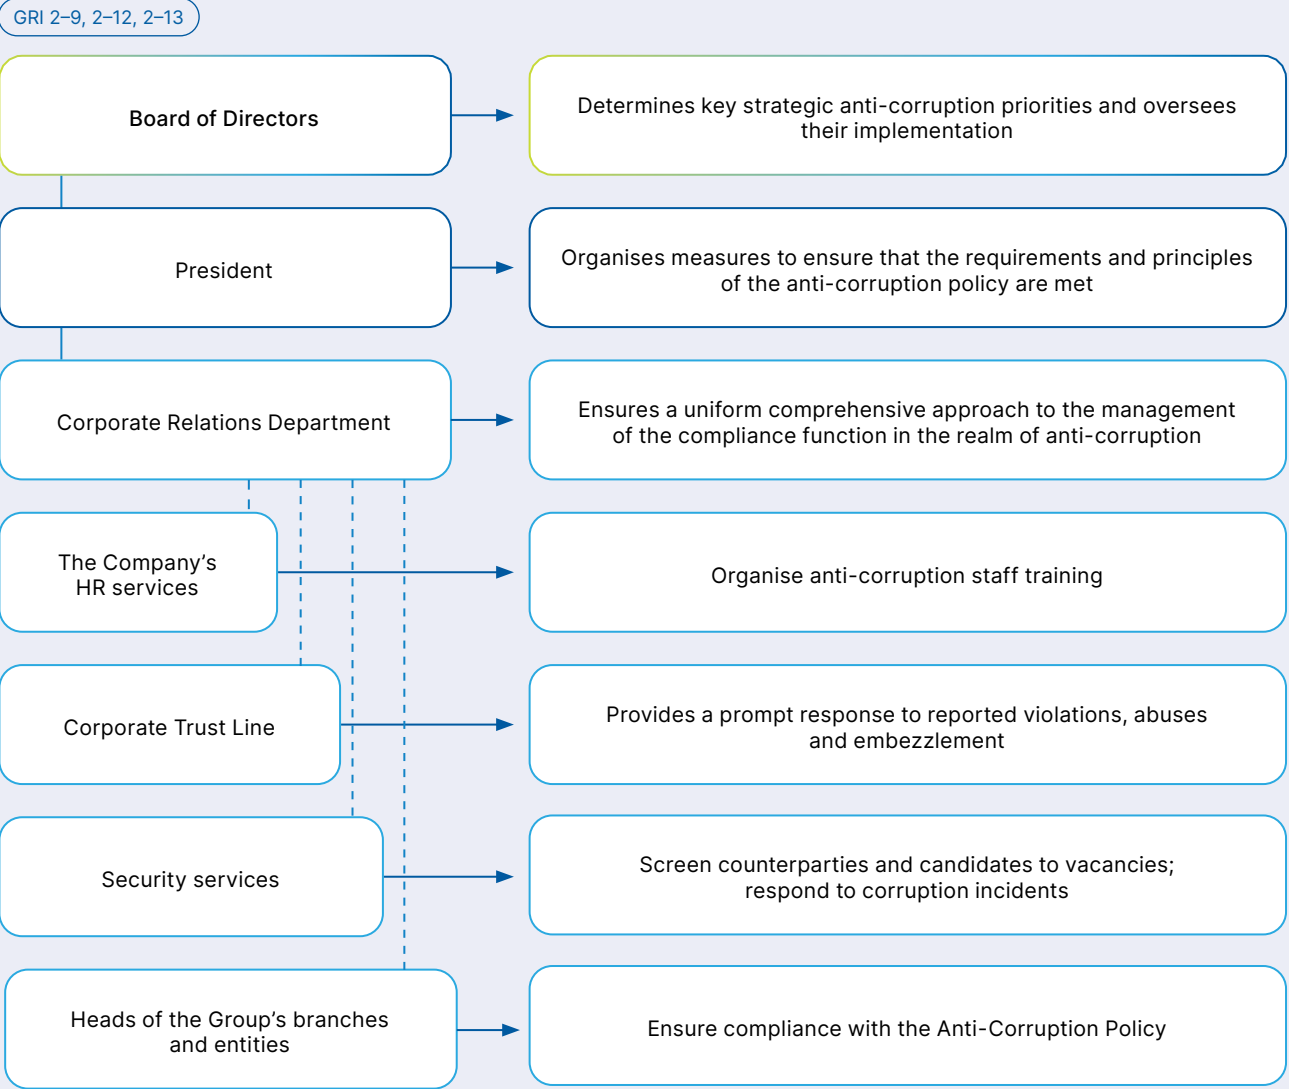 GRI 2–9, 2–12, 2–13
Board of Directors
Determines key strategic anti-corruption priorities and oversees
their implementation
President
Organises measures to ensure that the requirements and principles
of the anti-corruption policy are met
Corporate Relations Department
Ensures a uniform comprehensive approach to the management
of the compliance function in the realm of anti-corruption
The Company’s
HR services
Organise anti-corruption staff training
Corporate Trust Line
Provides a prompt response to reported violations, abuses
and embezzlement
Security services
Screen counterparties and candidates to vacancies;
respond to corruption incidents
Heads of the Group’s branches
and entities
Ensure compliance with the Anti-Corruption Policy